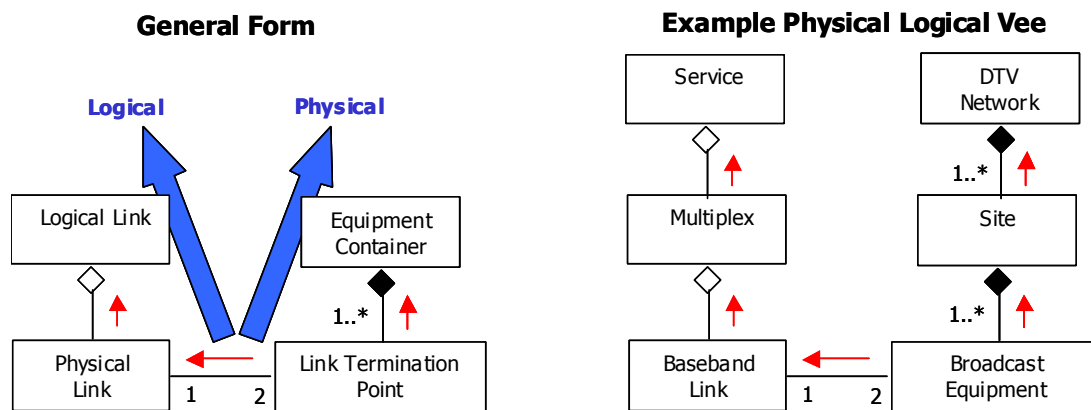 General Form
Logical
Physical
Logical Link
Equipment
Container
1..*
Physical
Link
Link Termination
Point
1
2
Example Physical Logical Vee
Service
DTV
Network
1..*
Multiplex
Site
1..*
Baseband
Link
Broadcast
Equipment
1
2